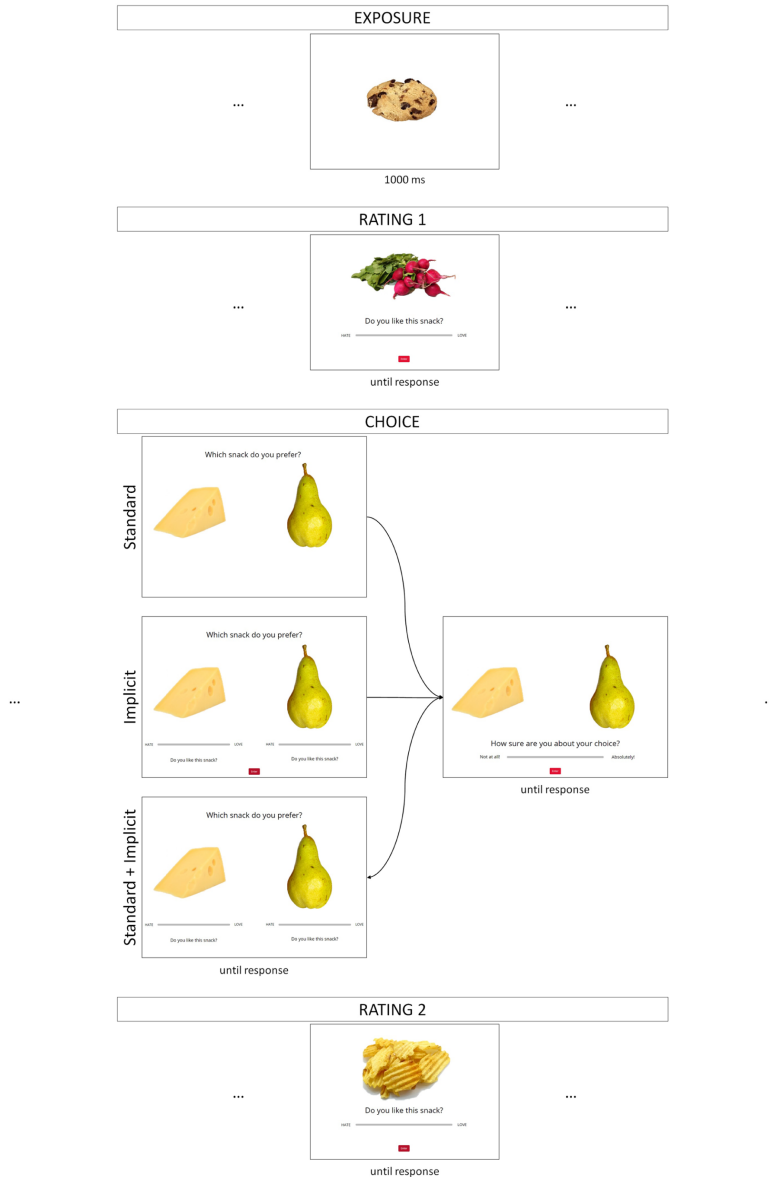 EXPOSURE
... ...
1000 ms
RATING 1
... ...
Do you like this snack?
HATE LOVE
until response
CHOICE
Standard
Which snack do you prefer?
Implicit
Which snack do you prefer?
... .
HATE LOVE HATE LOVE
Do you like this snack? Do you like this snack?
How sure are you about your choice?
Not at all! Absolutely!
until response
Standard + Implicit
Which snack do you prefer?
HATE LOVE HATE LOVE
Do you like this snack? Do you like this snack?
until response
RATING 2
... ...
Do you like this snack?
HATE LOVE
until response